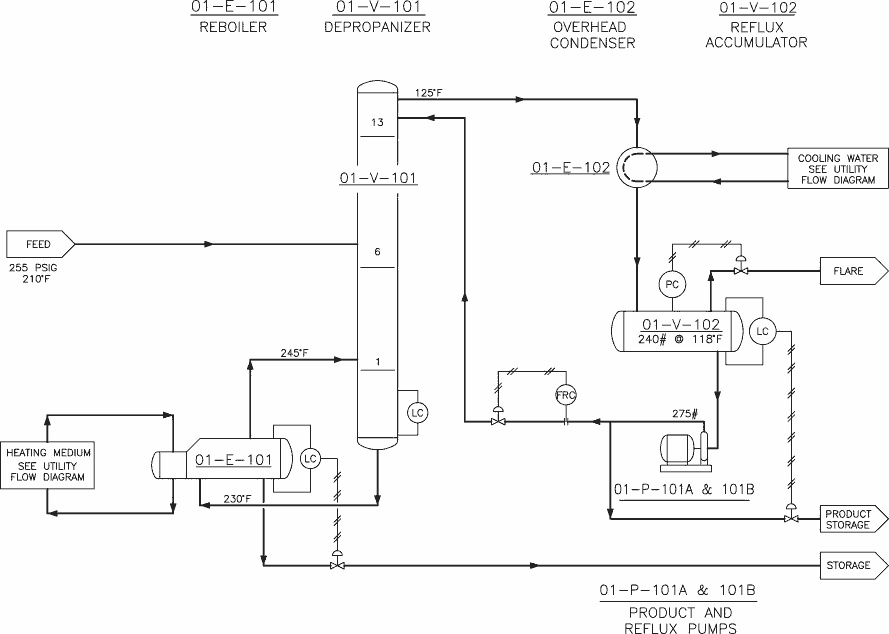 01-E-101
REBOILER
01-V-101
DEPROPANIZER
01-E-102
OVERHEAD
CONDENSER
01-V-102
REFLUX
ACCUMULATOR
125°F
13
01-E-102
COOLING WATER
SEE UTILITY
FLOW DIAGRAM
01-V-101
FEED
255 PSIG
210°F
6
PC
FLARE
01-V-102
240# @ 118°F
LC
245°F
1
FRC
275#
LC
HEATING MEDIUM
SEE UTILITY
FLOW DIAGRAM
01-E-101
LC
230°F
01-P-101A & 101B
PRODUCT
STORAGE
STORAGE
01-P-101A & 101B
PRODUCT AND
REFLUX PUMPS